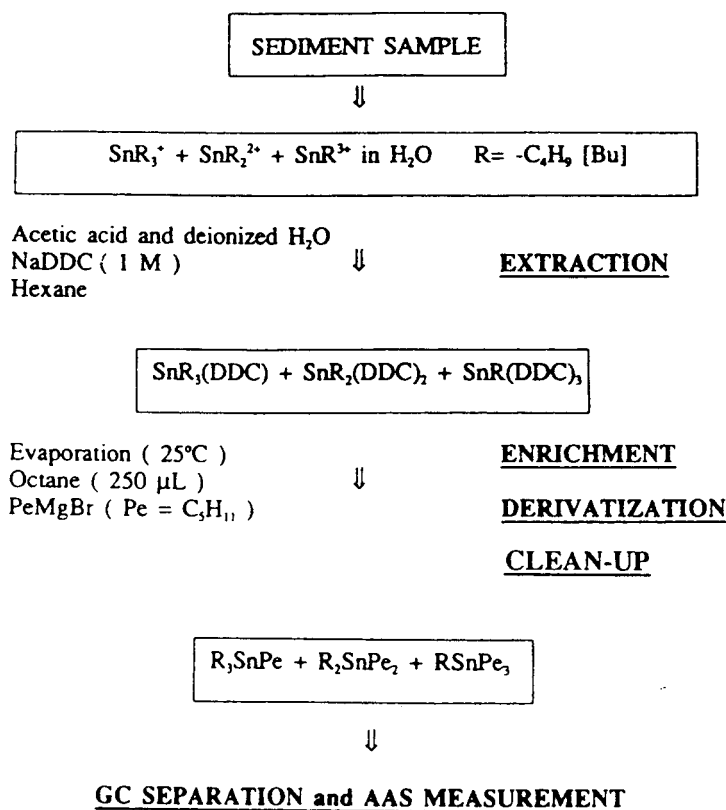 SEDIMENT SAMPLE
⇓
SnR₃⁺ + SnR₂²⁺ + SnR³⁺ in H₂O R= -C₄H₉ [Bu]
Acetic acid and deionized H₂O
NaDDC ( 1 M ) ⇓ EXTRACTION
Hexane
SnR₃(DDC) + SnR₂(DDC)₂ + SnR(DDC)₃
Evaporation ( 25°C ) ENRICHMENT
Octane ( 250 µL ) ⇓
PeMgBr ( Pe = C₅H₁₁ ) DERIVATIZATION
CLEAN-UP
R₃SnPe + R₂SnPe₂ + RSnPe₃
⇓
GC SEPARATION and AAS MEASUREMENT